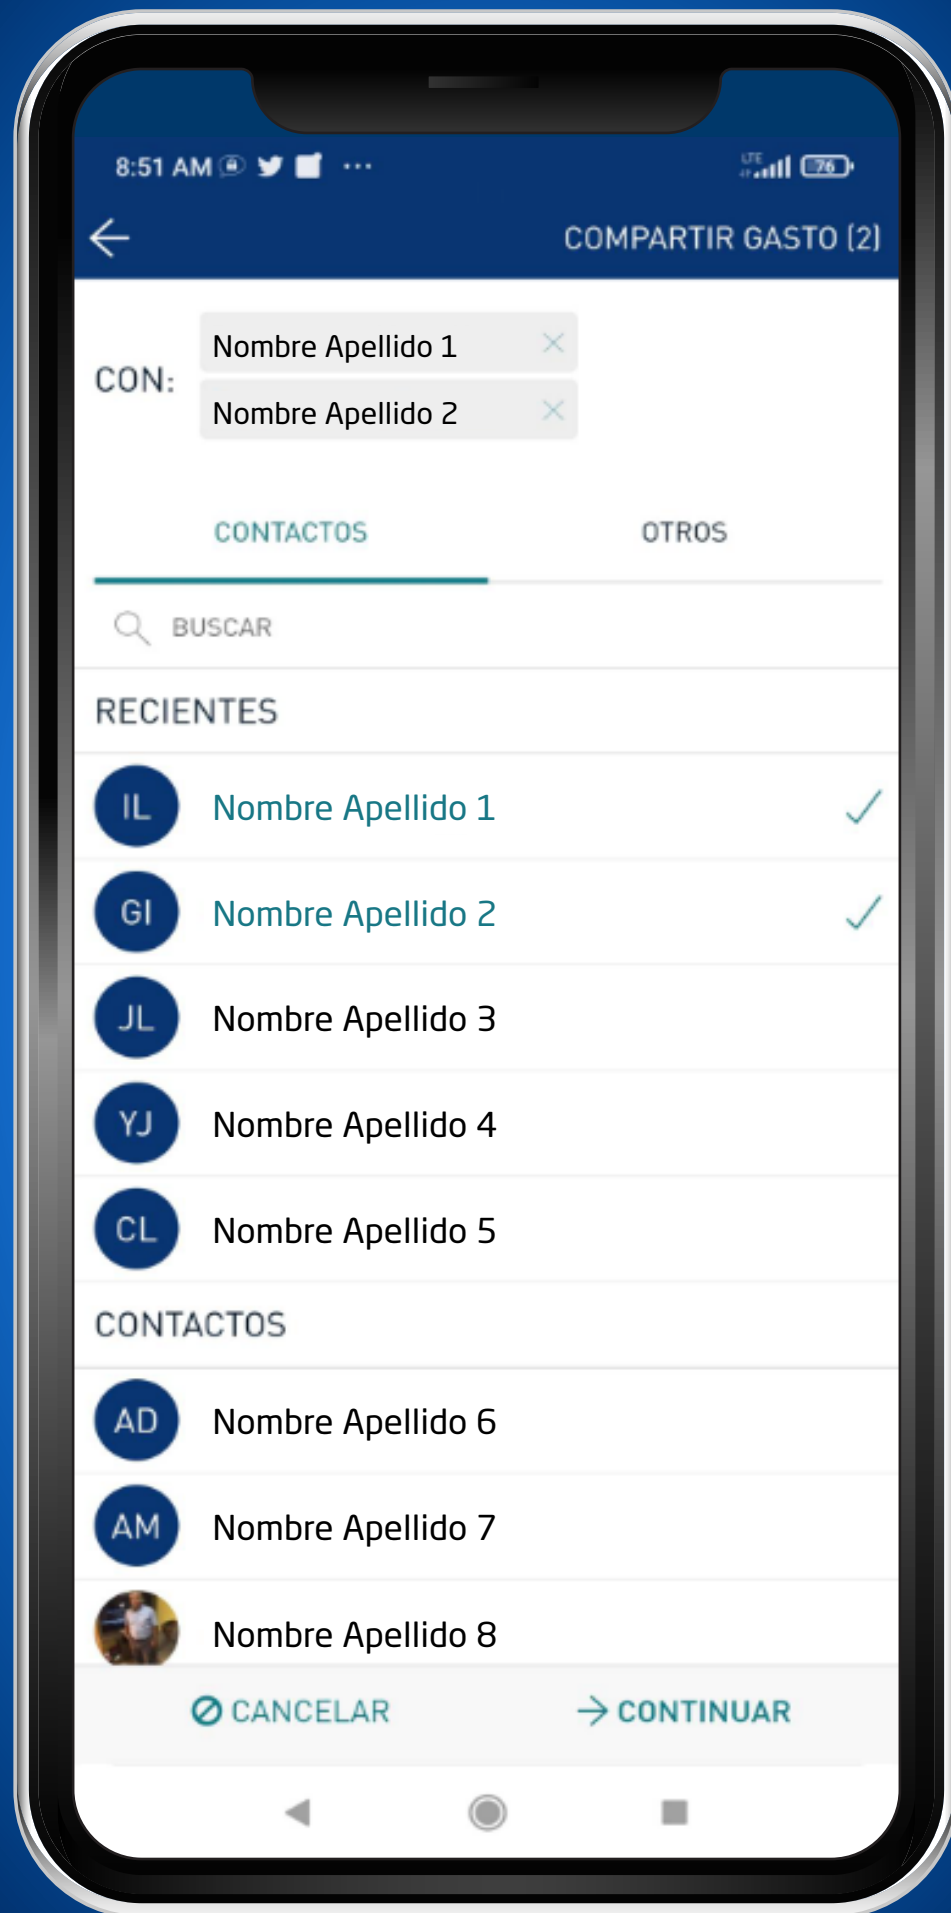 8:51 AM
LTE
76
COMPARTIR GASTO (2)
CON:
Nombre Apellido 1
Nombre Apellido 2
CONTACTOS
OTROS
BUSCAR
RECIENTES
IL
Nombre Apellido 1
GI
Nombre Apellido 2
JL
Nombre Apellido 3
YJ
Nombre Apellido 4
CL
Nombre Apellido 5
CONTACTOS
AD
Nombre Apellido 6
AM
Nombre Apellido 7
Nombre Apellido 8
CANCELAR
CONTINUAR